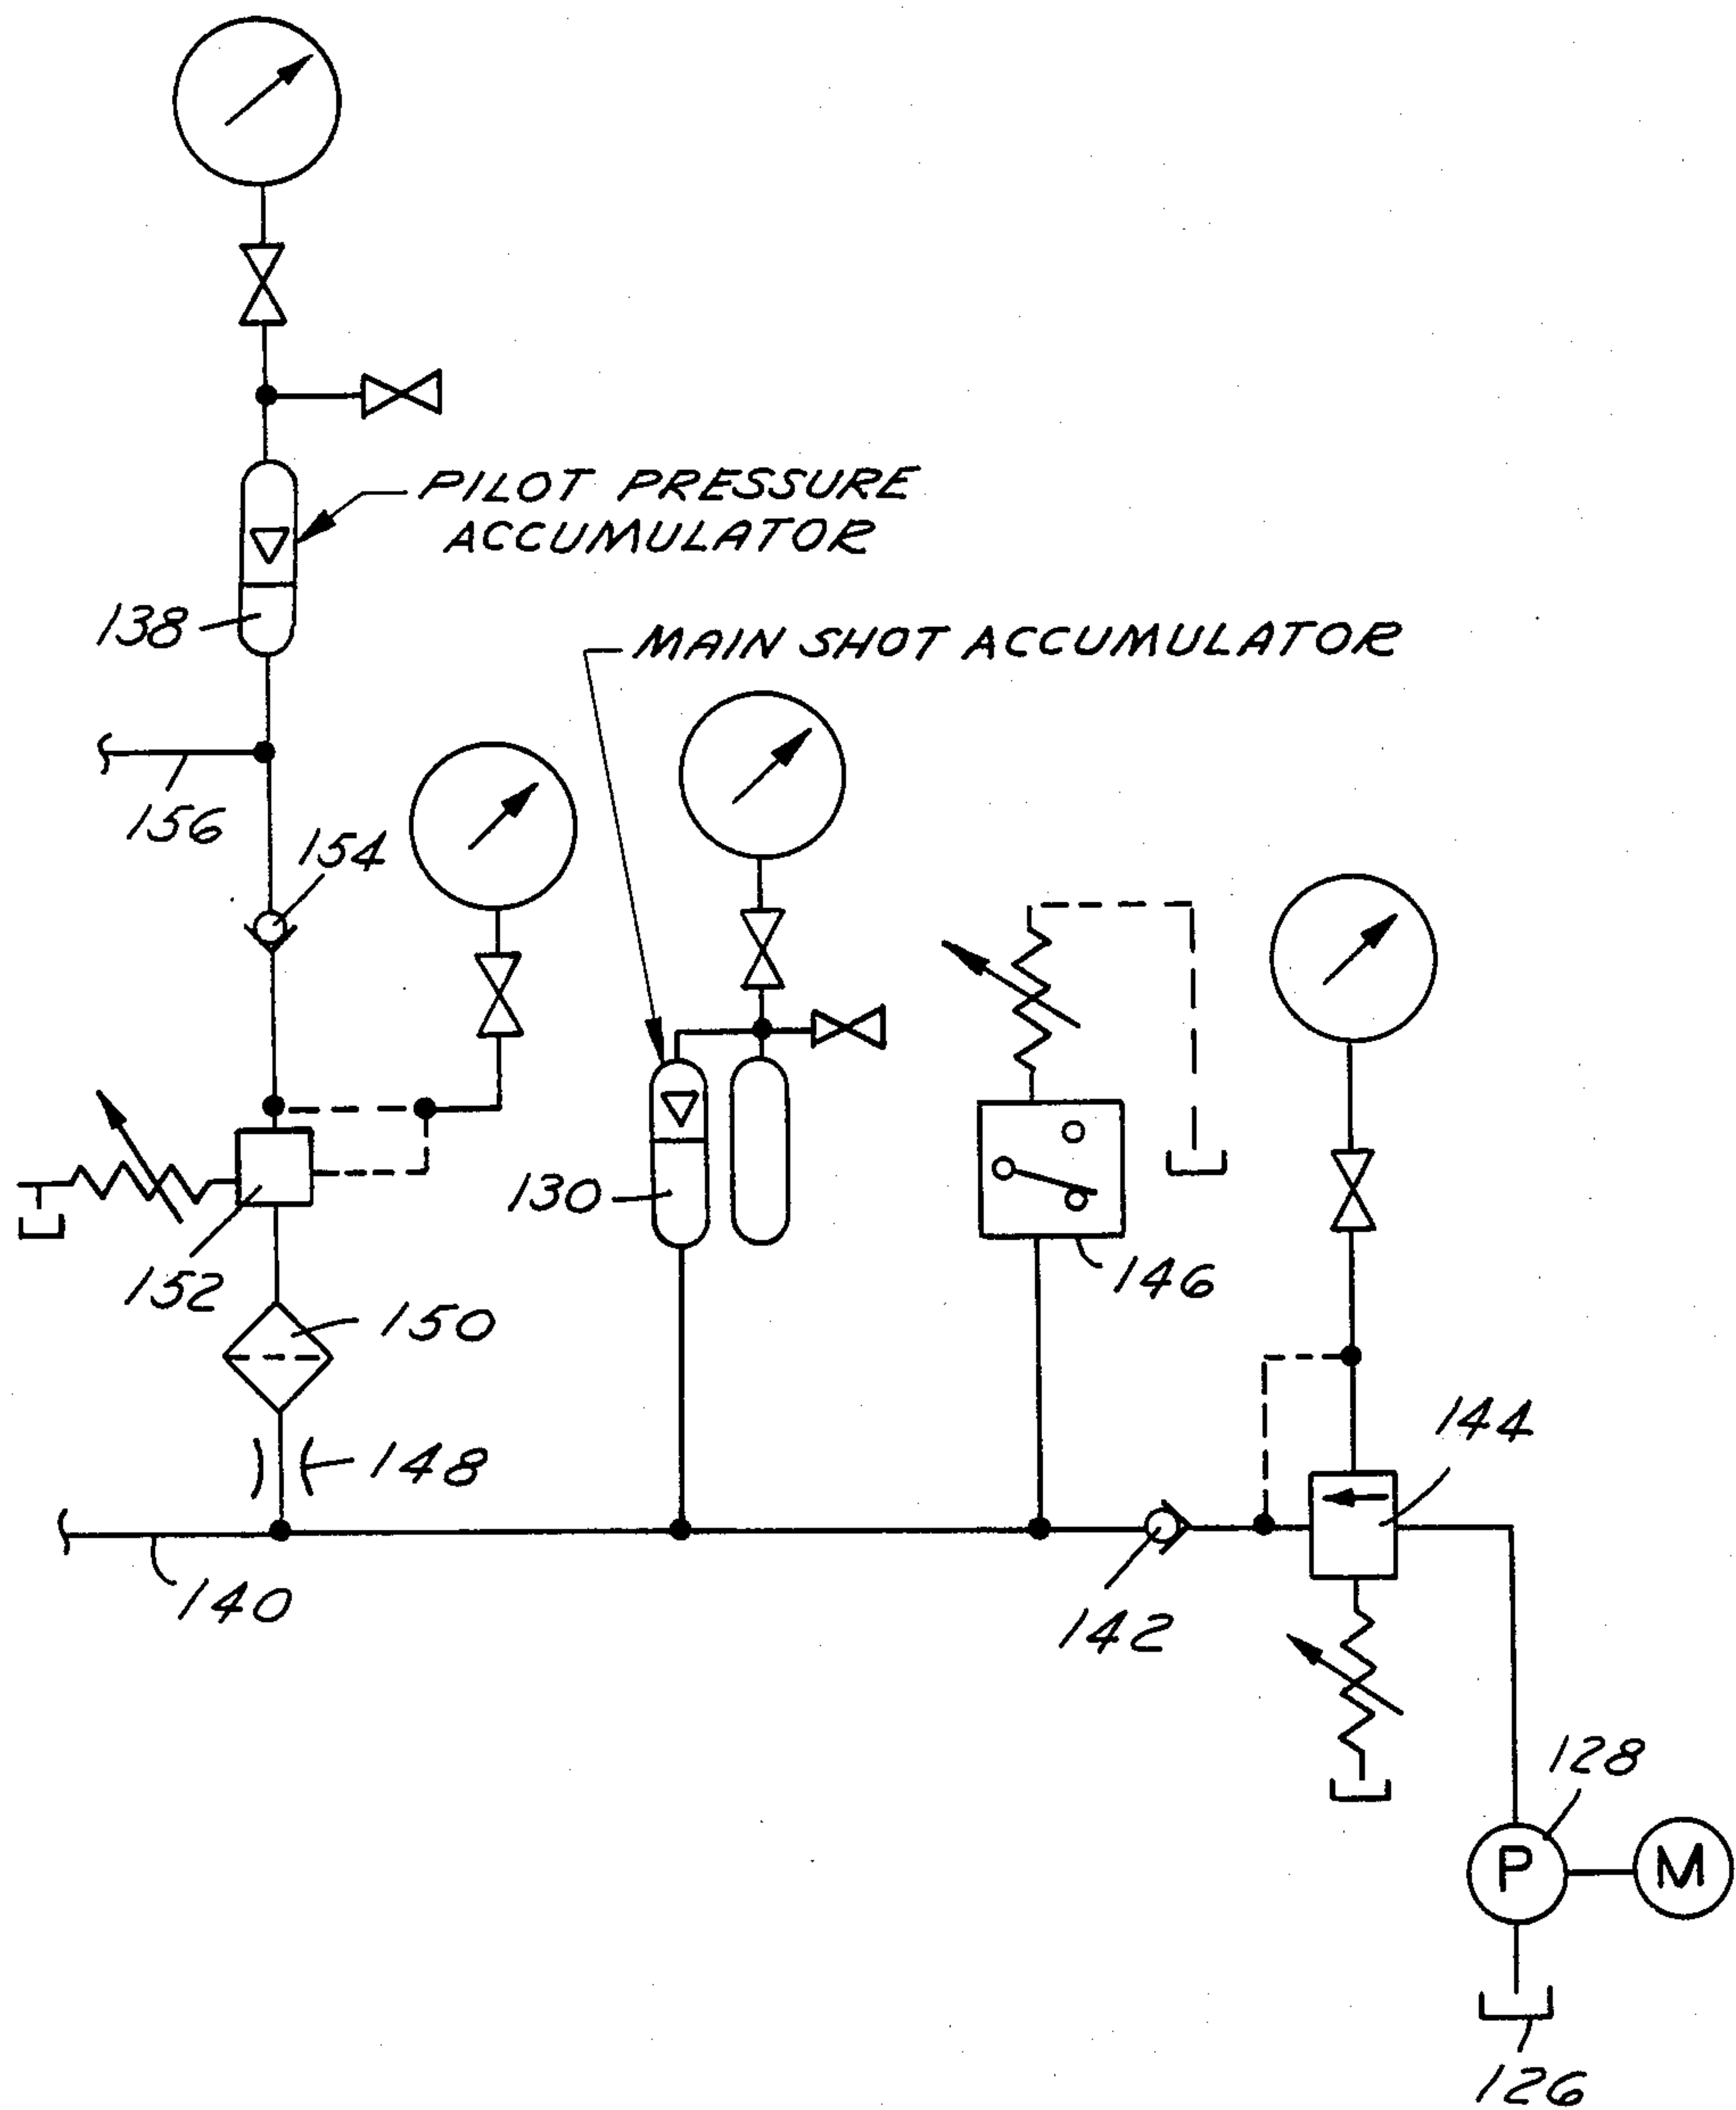 PILOT PRESSURE
ACCUMULATOR
138
MAIN SHOT ACCUMULATOR
156
154
130
146
152
150
144
148
140
142
128
P
M
126